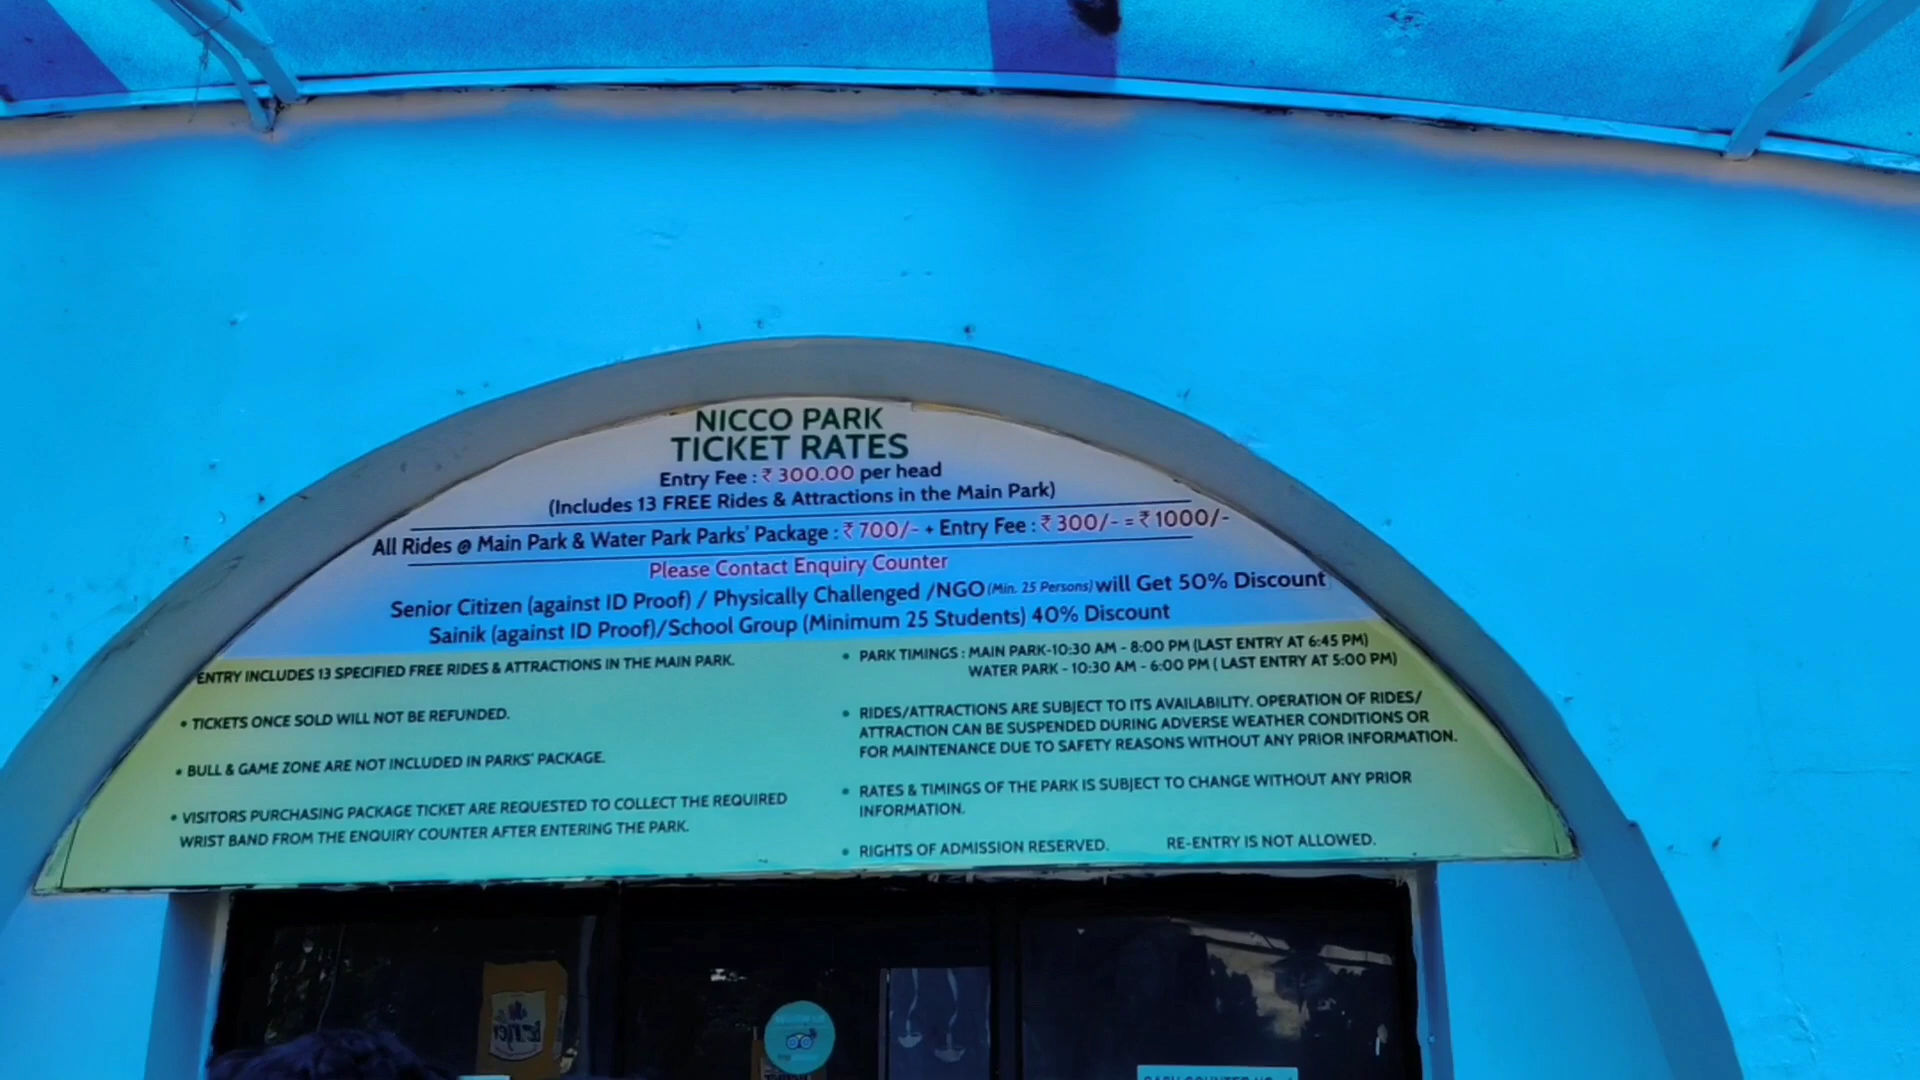 NICCO PARK
TICKET RATES
Entry Fee : ₹ 300.00 per head
(Includes 13 FREE Rides & Attractions in the Main Park)
All Rides @ Main Park & Water Park Parks' Package : ₹ 700/- + Entry Fee : ₹ 300/- = ₹ 1000/-
Please Contact Enquiry Counter
Senior Citizen (against ID Proof) / Physically Challenged /NGO (Min. 25 Persons) will Get 50% Discount
Sainik (against ID Proof)/School Group (Minimum 25 Students) 40% Discount
ENTRY INCLUDES 13 SPECIFIED FREE RIDES & ATTRACTIONS IN THE MAIN PARK.
• TICKETS ONCE SOLD WILL NOT BE REFUNDED.
• BULL & GAME ZONE ARE NOT INCLUDED IN PARKS' PACKAGE.
• VISITORS PURCHASING PACKAGE TICKET ARE REQUESTED TO COLLECT THE REQUIRED
WRIST BAND FROM THE ENQUIRY COUNTER AFTER ENTERING THE PARK.
• PARK TIMINGS : MAIN PARK-10:30 AM - 8:00 PM (LAST ENTRY AT 6:45 PM)
WATER PARK - 10:30 AM - 6:00 PM ( LAST ENTRY AT 5:00 PM)
• RIDES/ATTRACTIONS ARE SUBJECT TO ITS AVAILABILITY. OPERATION OF RIDES/
ATTRACTION CAN BE SUSPENDED DURING ADVERSE WEATHER CONDITIONS OR
FOR MAINTENANCE DUE TO SAFETY REASONS WITHOUT ANY PRIOR INFORMATION.
• RATES & TIMINGS OF THE PARK IS SUBJECT TO CHANGE WITHOUT ANY PRIOR
INFORMATION.
• RIGHTS OF ADMISSION RESERVED. RE-ENTRY IS NOT ALLOWED.